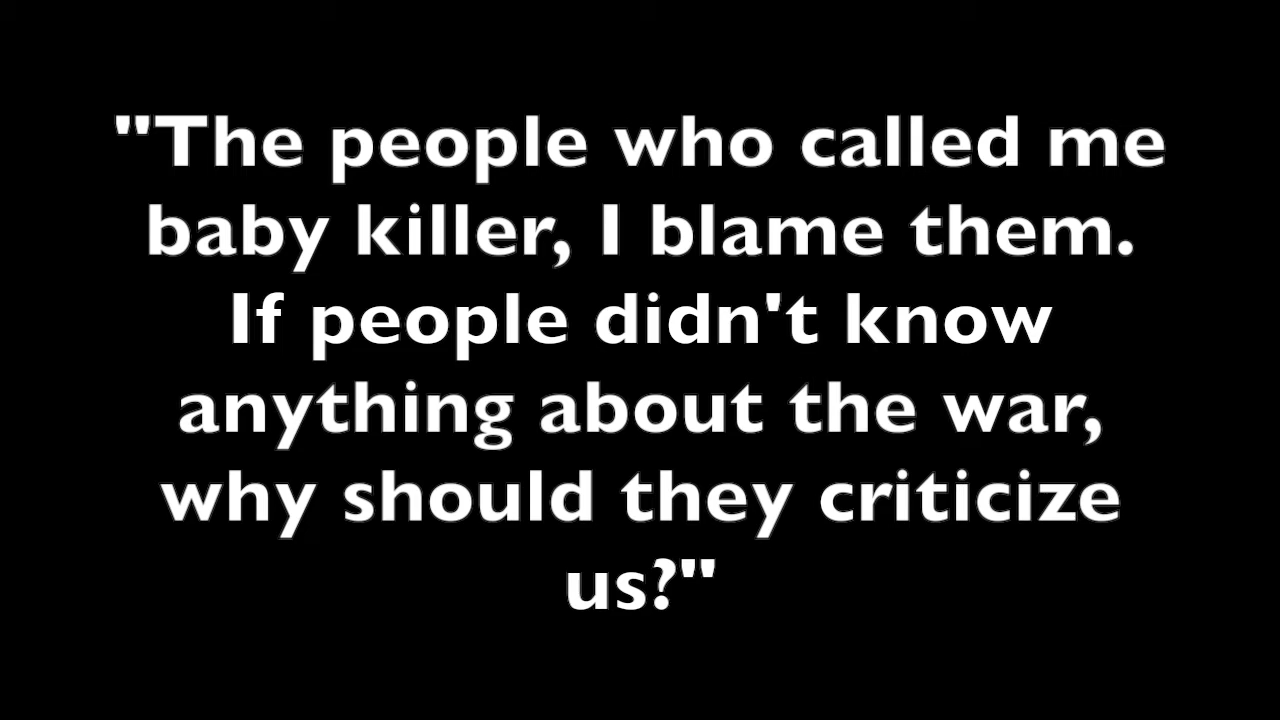 "The people who called me
baby killer, I blame them.
If people didn't know
anything about the war,
why should they criticize
us?"